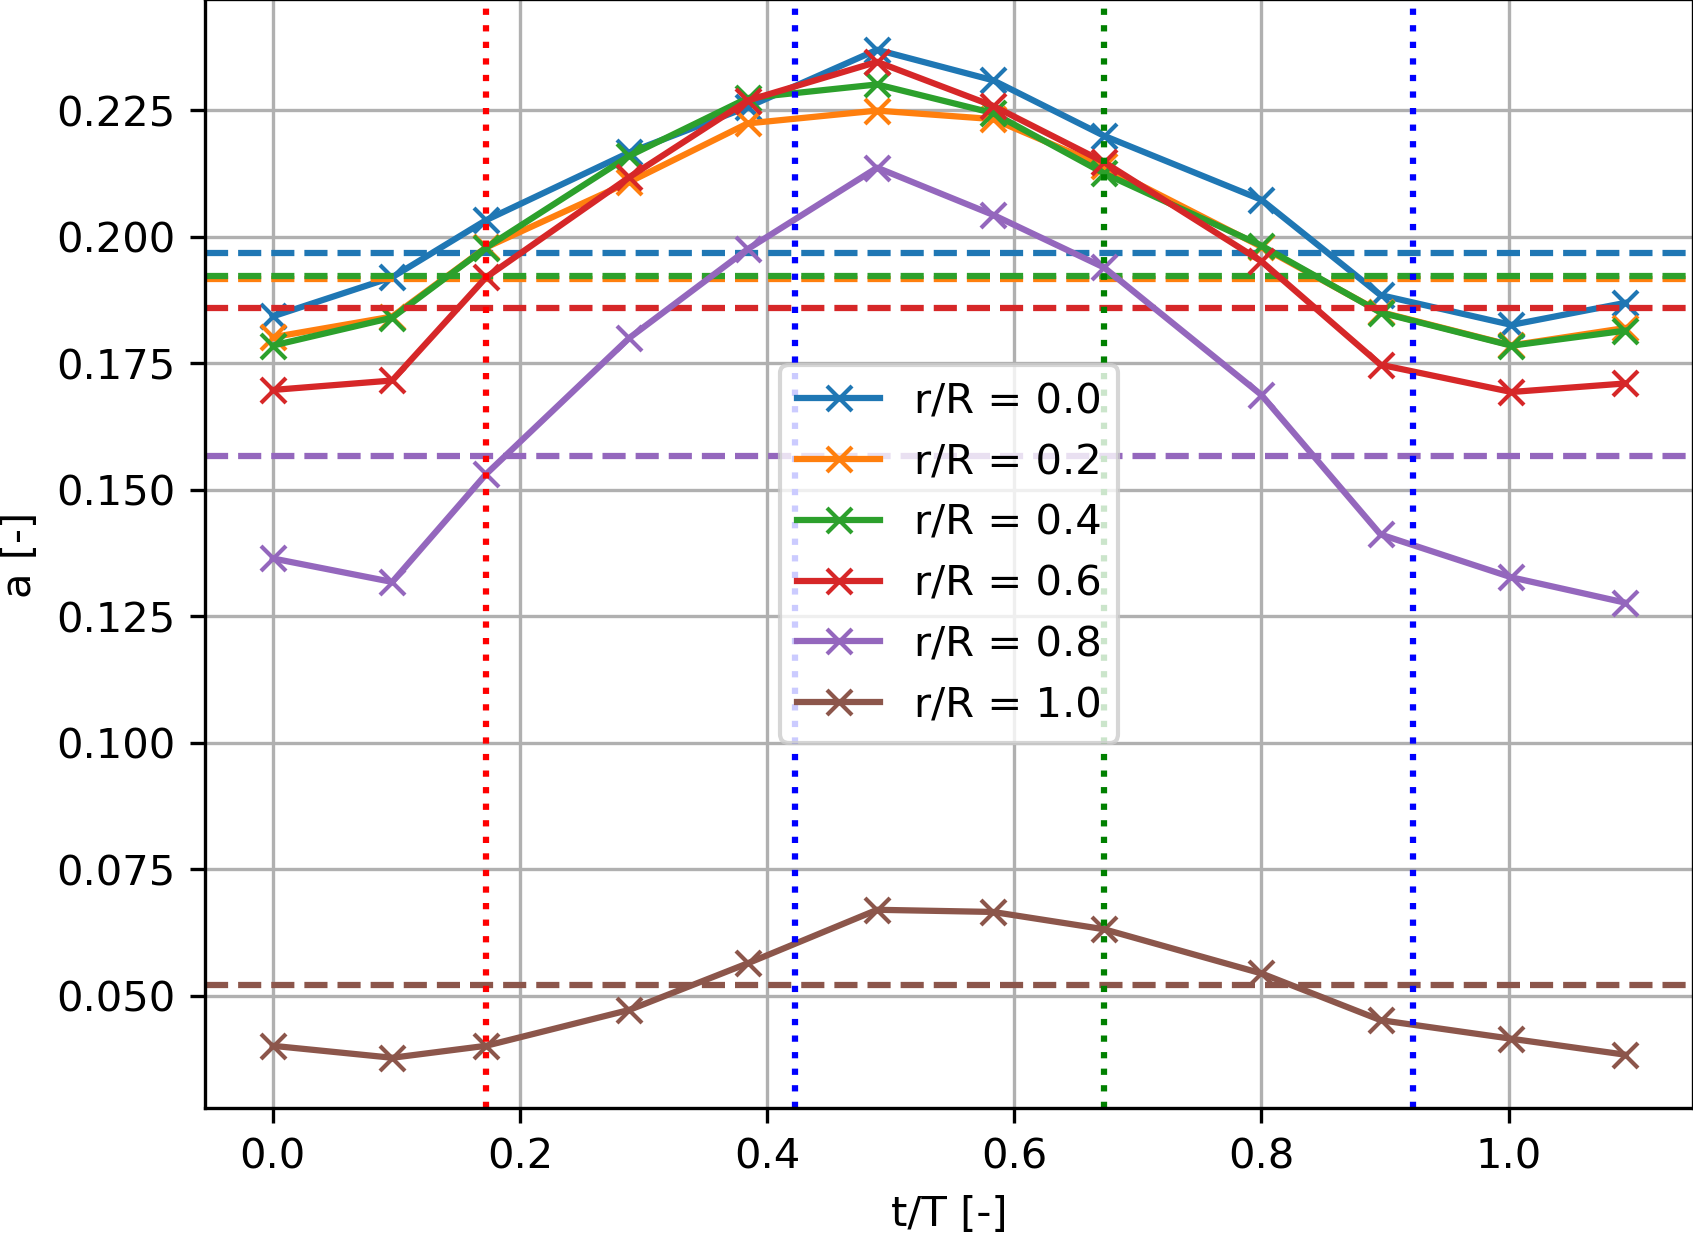 0.225
0.200
0.175
0.150
0.125
0.100
0.075
0.050
a [-]
r/R = 0.0
r/R = 0.2
r/R = 0.4
r/R = 0.6
r/R = 0.8
r/R = 1.0
0.0 0.2 0.4 0.6 0.8 1.0
t/T [-]